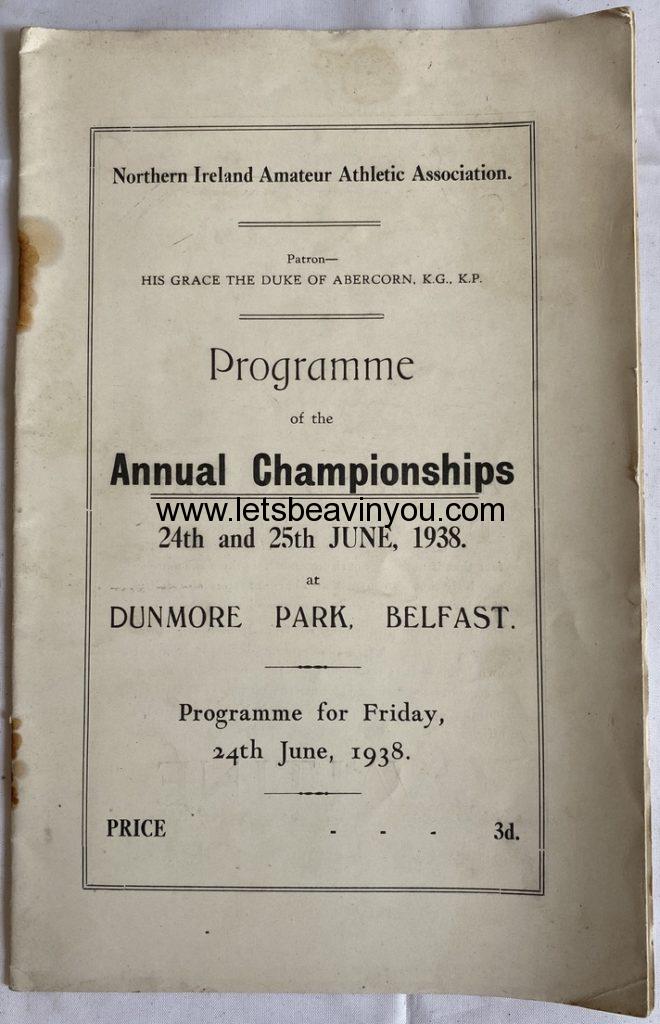 Northern Ireland Amateur Athletic Association.
Patron—
HIS GRACE THE DUKE OF ABERCORN, K.G., K.P.
Programme
of the
Annual Championships
www.letsbeavinyou.com
24th and 25th JUNE, 1938.
at
DUNMORE PARK, BELFAST.
Programme for Friday,
24th June, 1938.
PRICE - - - 3d.